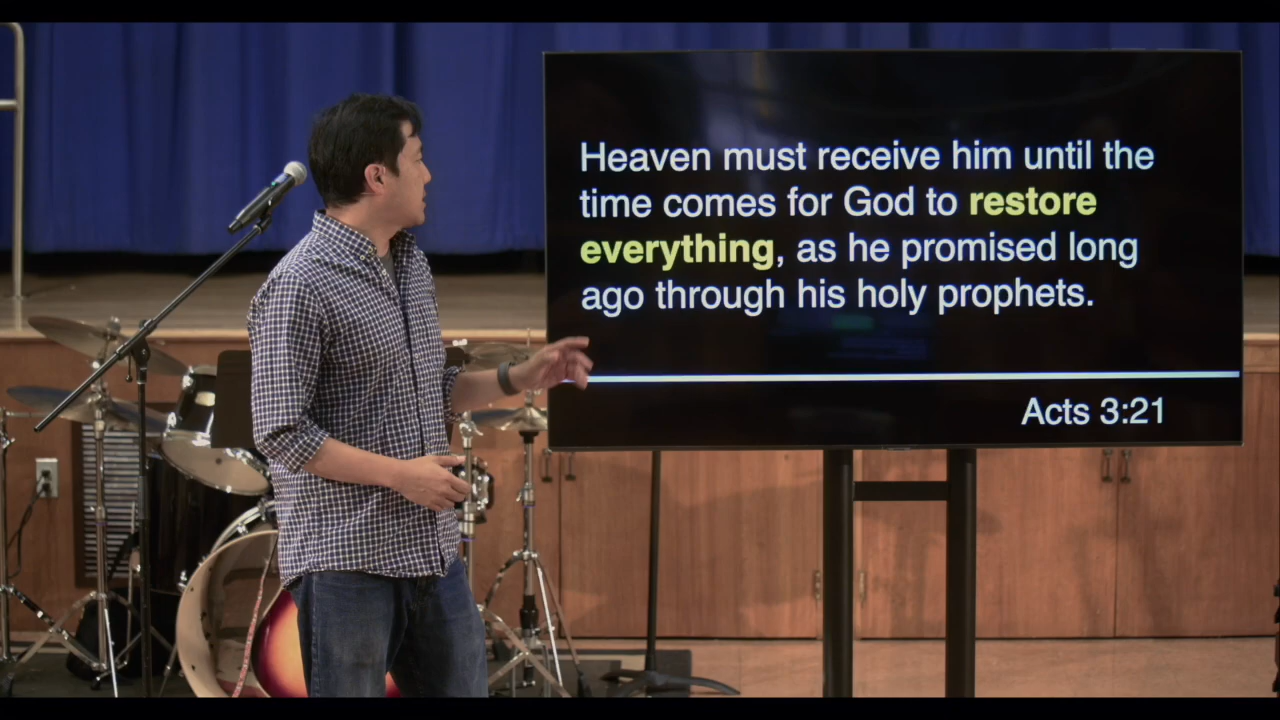 Heaven must receive him until the
time comes for God to restore
everything, as he promised long
ago through his holy prophets.
Acts 3:21